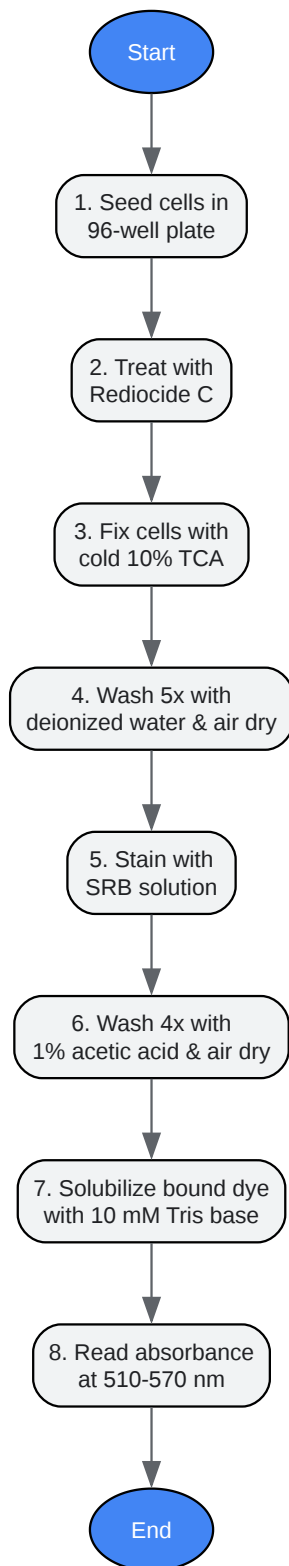 Start
1. Seed cells in
96-well plate
2. Treat with
Rediocide C
3. Fix cells with
cold 10% TCA
4. Wash 5x with
deionized water & air dry
5. Stain with
SRB solution
6. Wash 4x with
1% acetic acid & air dry
7. Solubilize bound dye
with 10 mM Tris base
8. Read absorbance
at 510-570 nm
End